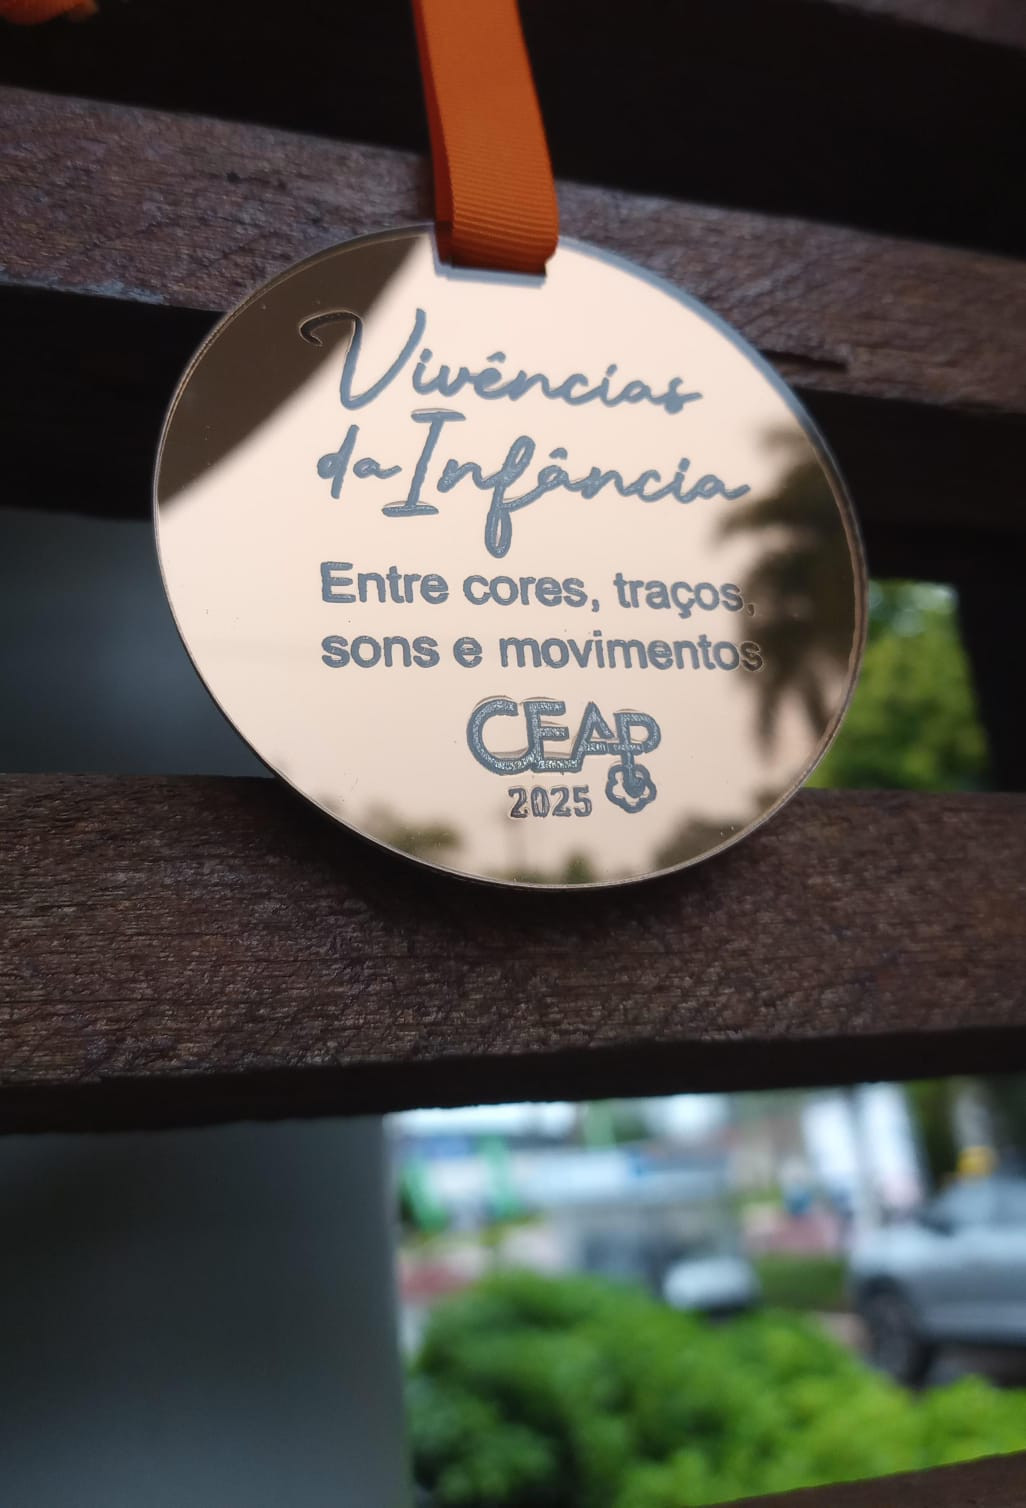 Vivências
da Infância
Entre cores, traços,
sons e movimentos
CEAP
2025